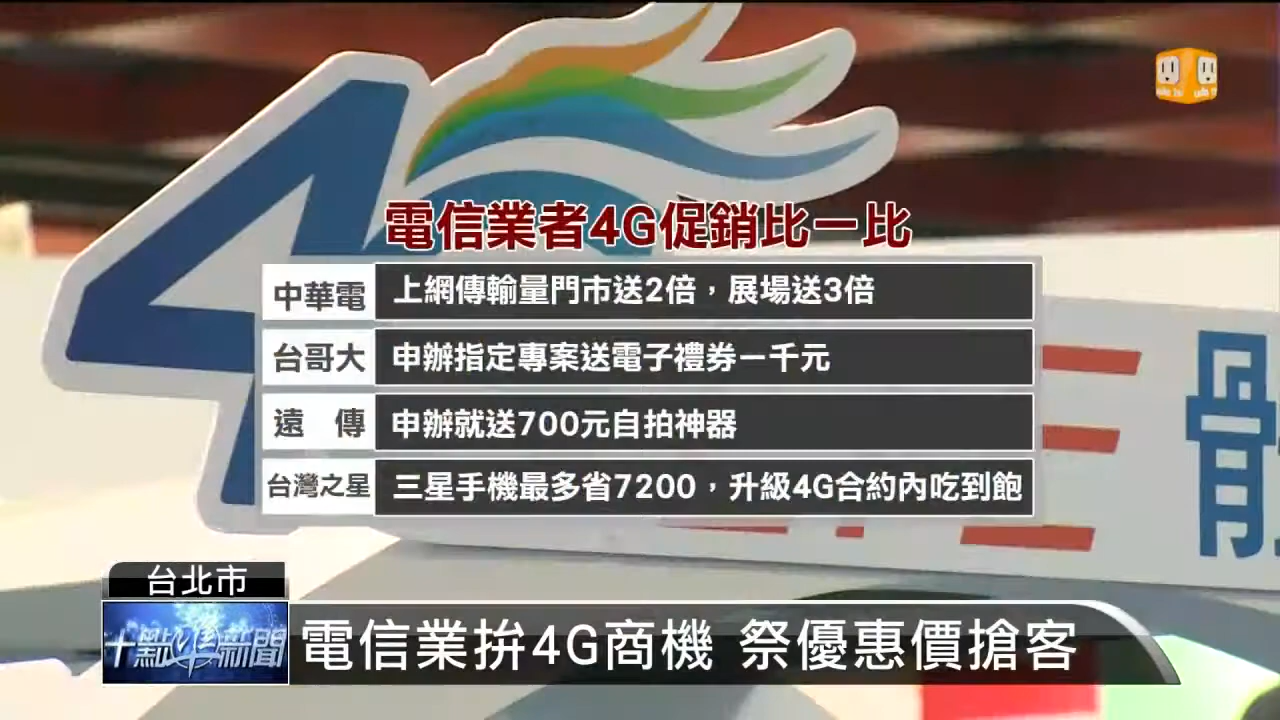 4G
電信業者4G促銷比一比
中華電 上網傳輸量門市送2倍，展場送3倍
台哥大 申辦指定專案送電子禮券一千元
遠 傳 申辦就送700元自拍神器
台灣之星 三星手機最多省7200，升級4G合約內吃到飽
體
台北市
十點不一樣新聞
電信業拚4G商機 祭優惠價搶客